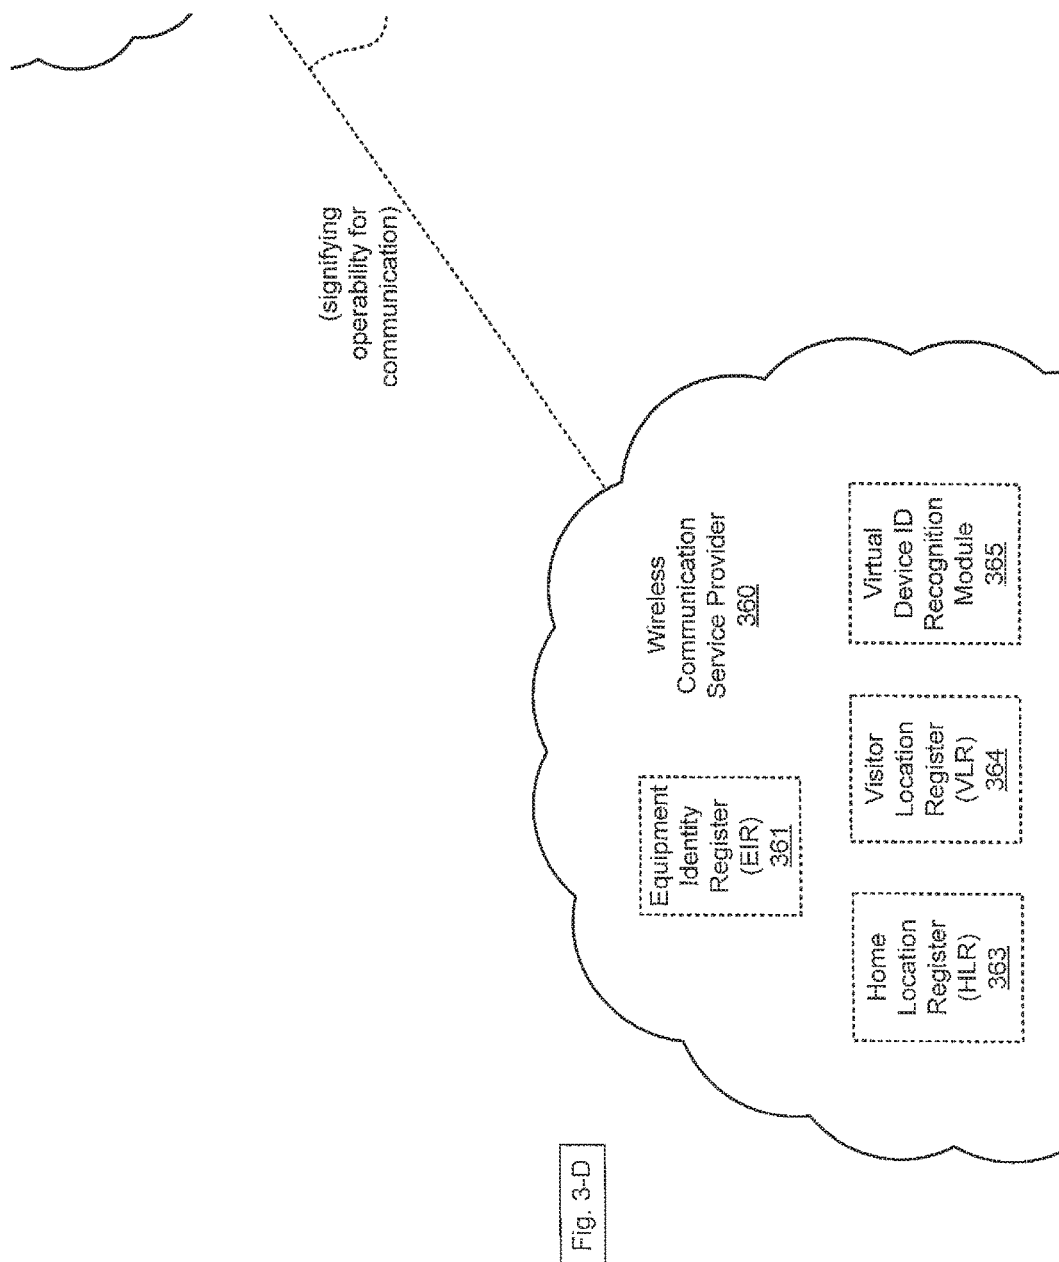 Fig. 3-D
(signifying
operability for
communication)
Wireless
Communication
Service Provider
360
Equipment
Identity
Register
(EIR)
361
Home
Location
Register
(HLR)
363
Visitor
Location
Register
(VLR)
364
Virtual
Device ID
Recognition
Module
365